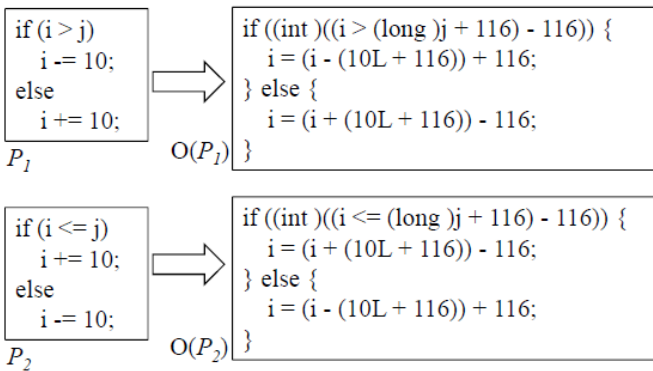 if (i > j)
i -= 10;
else
i += 10;
P1
if ((int )((i > (long )j + 116) - 116)) {
i = (i - (10L + 116)) + 116;
} else {
i = (i + (10L + 116)) - 116;
}
O(P1)
if (i <= j)
i += 10;
else
i -= 10;
P2
if ((int )((i <= (long )j + 116) - 116)) {
i = (i + (10L + 116)) - 116;
} else {
i = (i - (10L + 116)) + 116;
}
O(P2)